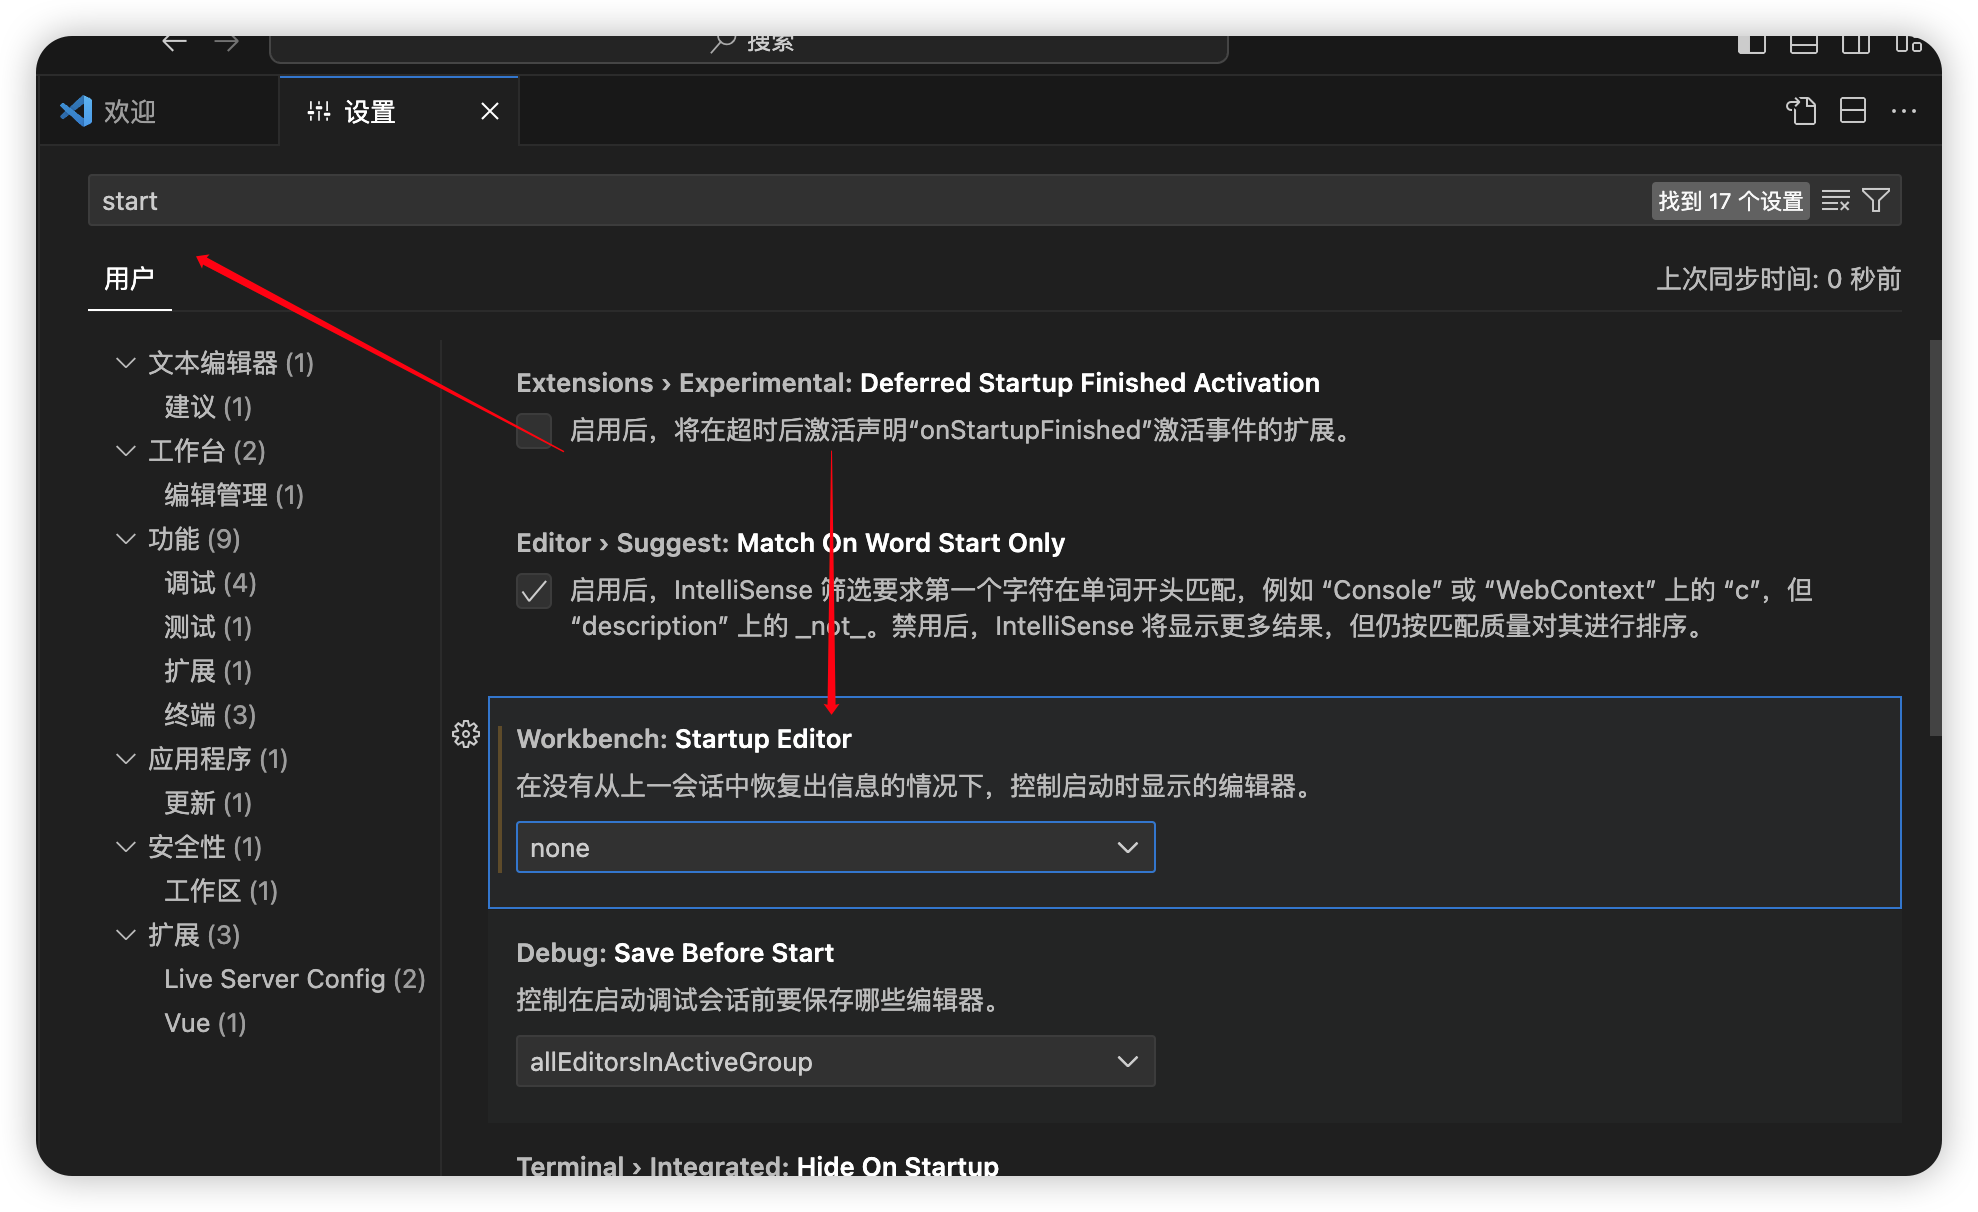 搜索
欢迎
设置
start
找到 17 个设置
用户
上次同步时间: 0 秒前
文本编辑器 (1)
建议 (1)
工作台 (2)
编辑管理 (1)
功能 (9)
调试 (4)
测试 (1)
扩展 (1)
终端 (3)
应用程序 (1)
更新 (1)
安全性 (1)
工作区 (1)
扩展 (3)
Live Server Config (2)
Vue (1)
Extensions › Experimental: Deferred Startup Finished Activation
启用后，将在超时后激活声明“onStartupFinished”激活事件的扩展。
Editor › Suggest: Match On Word Start Only
启用后，IntelliSense 筛选要求第一个字符在单词开头匹配，例如 “Console” 或 “WebContext” 上的 “c”，但
“description” 上的 _not_。禁用后，IntelliSense 将显示更多结果，但仍按匹配质量对其进行排序。
Workbench: Startup Editor
在没有从上一会话中恢复出信息的情况下，控制启动时显示的编辑器。
none
Debug: Save Before Start
控制在启动调试会话前要保存哪些编辑器。
allEditorsInActiveGroup
Terminal › Integrated: Hide On Startup